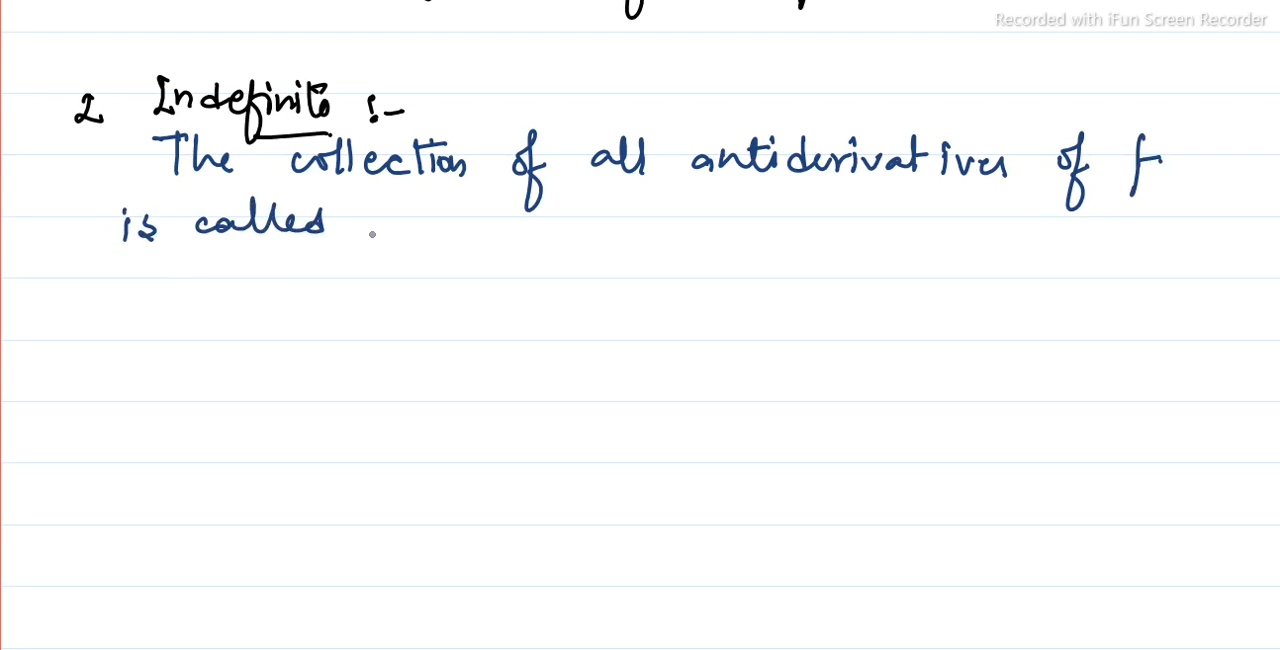 Recorded with iFun Screen Recorder
2 Indefinite :-
The collection of all antiderivatives of f
is called